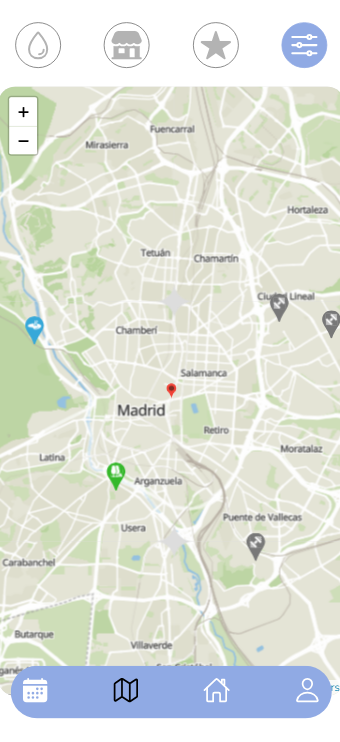 +
Fuencarral
−
Mirasierra
Hortaleza
Tetuán
Chamartín
Ciudad Lineal
Chamberí
Salamanca
Madrid
Retiro
Moratalaz
Latina
Arganzuela
Puente de Vallecas
Usera
Carabanchel
Butarque
Villaverde